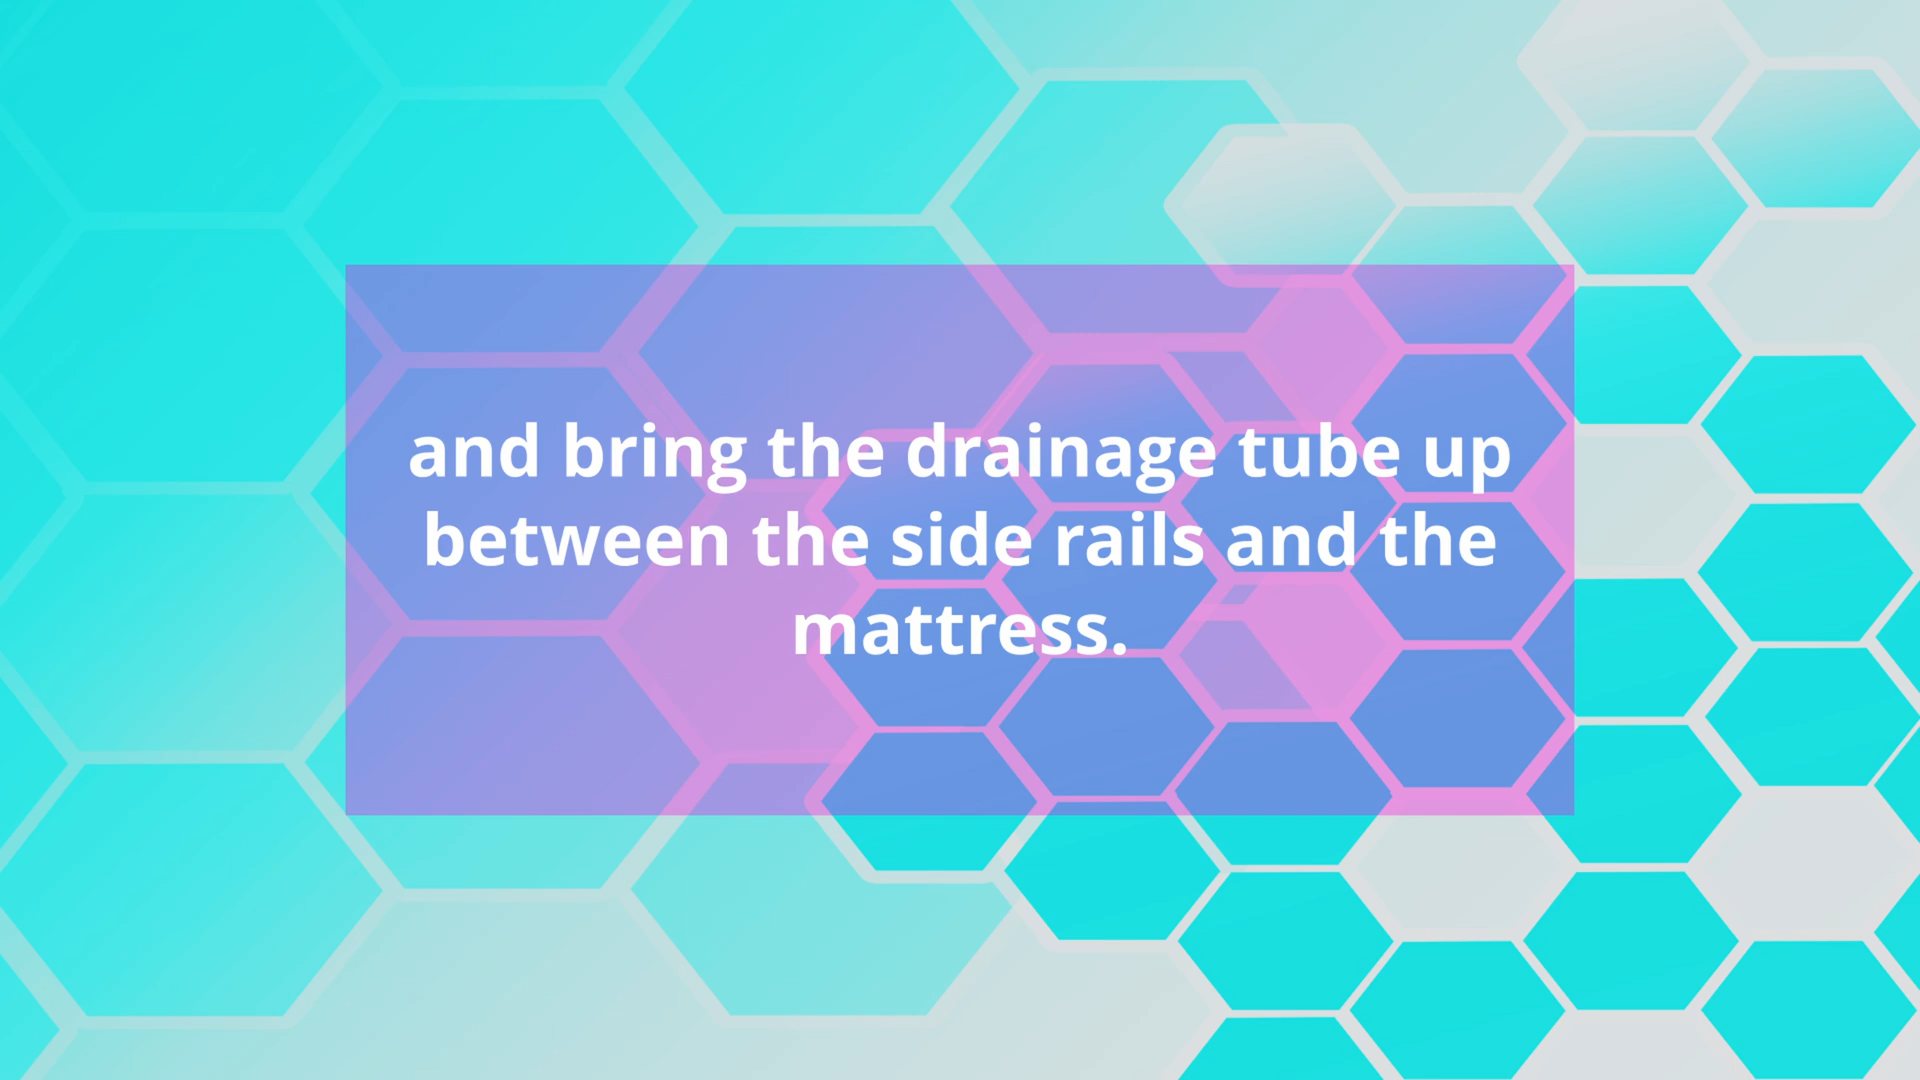 and bring the drainage tube up
between the side rails and the
mattress.